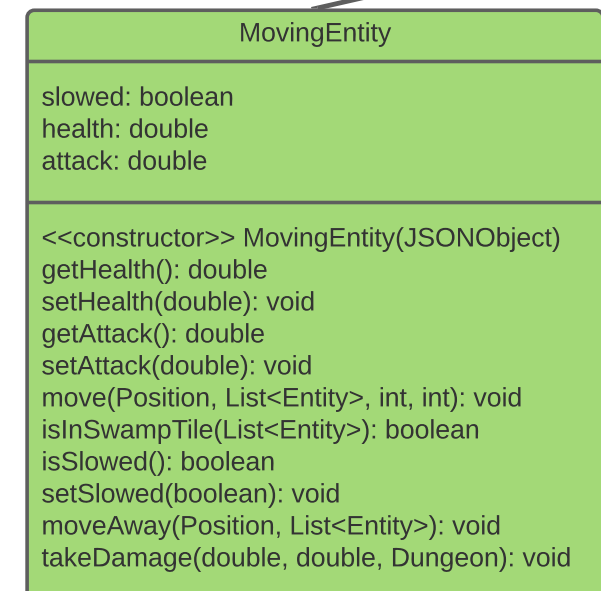 MovingEntity
slowed: boolean
health: double
attack: double
<<constructor>> MovingEntity(JSONObject)
getHealth(): double
setHealth(double): void
getAttack(): double
setAttack(double): void
move(Position, List<Entity>, int, int): void
isInSwampTile(List<Entity>): boolean
isSlowed(): boolean
setSlowed(boolean): void
moveAway(Position, List<Entity>): void
takeDamage(double, double, Dungeon): void